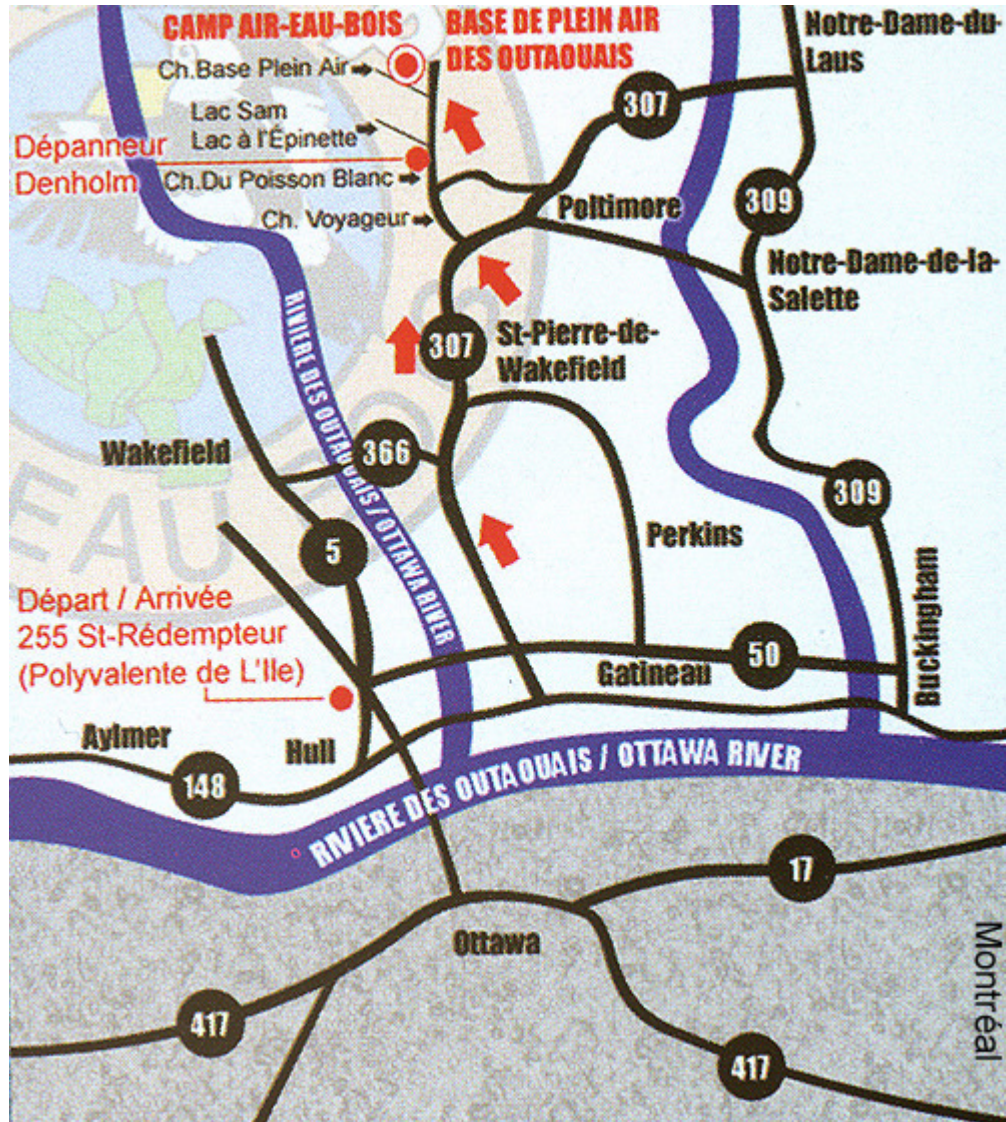 CAMP AIR-EAU-BOIS
BASE DE PLEIN AIR
DES OUTAOUAIS
Notre-Dame-du-
Laus
Ch.Base Plein Air
307
Lac Sam
Lac à l'Épinette
Dépanneur
Denholm
Ch.Du Poisson Blanc
Ch. Voyageur
Poltimore
309
Notre-Dame-de-la-
Salette
RIVIERE DES OUTAOUAIS / OTTAWA RIVER
307
St-Pierre-de-
Wakefield
Wakefield
366
309
EAU
5
Perkins
Départ / Arrivée
255 St-Rédempteur
(Polyvalente de L'Ile)
50
Gatineau
Buckingham
Aylmer
Hull
148
RIVIERE DES OUTAOUAIS / OTTAWA RIVER
17
Ottawa
Montréal
417
417